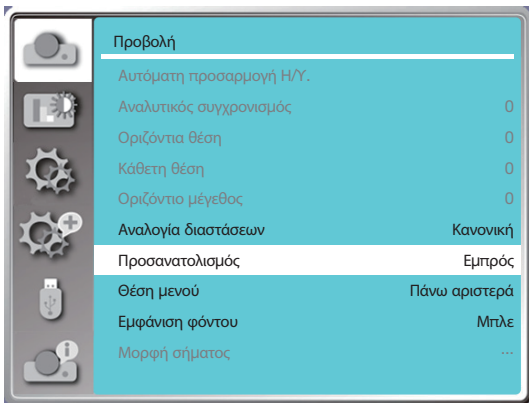 Προβολή
Αυτόματη προσαρμογή Η/Υ.
Αναλυτικός συγχρονισμός 0
Οριζόντια θέση 0
Κάθετη θέση 0
Οριζόντιο μέγεθος 0
Αναλογία διαστάσεων Κανονική
Προσανατολισμός Εμπρός
Θέση μενού Πάνω αριστερά
Εμφάνιση φόντου Μπλε
Μορφή σήματος ...